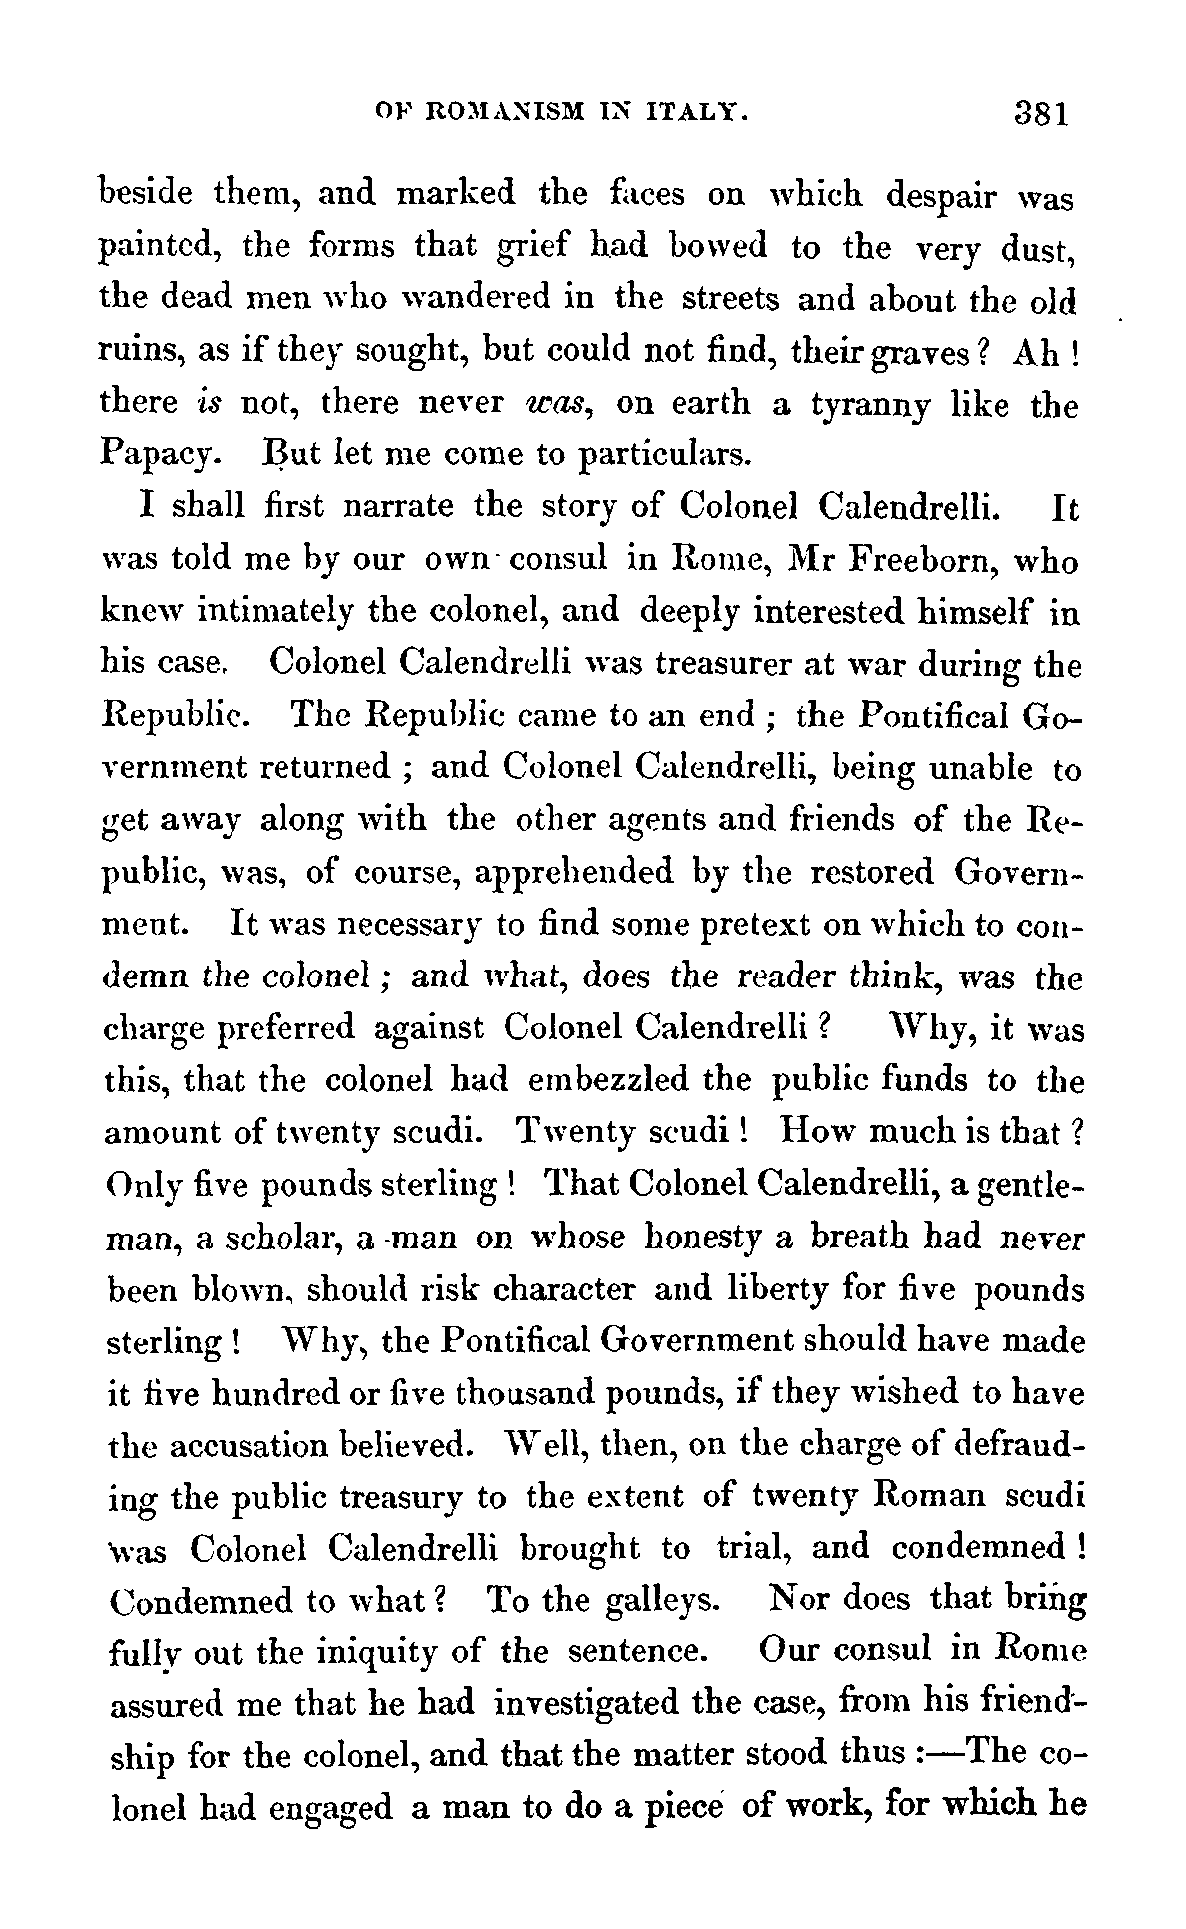 OF ROMANISM IN ITALY. 381
beside them, and marked the faces on which despair was
painted, the forms that grief had bowed to the very dust,
the dead men who wandered in the streets and about the old
ruins, as if they sought, but could not find, their graves? Ah!
there is not, there never was, on earth a tyranny like the
Papacy. But let me come to particulars.
I shall first narrate the story of Colonel Calendrelli. It
was told me by our own consul in Rome, Mr Freeborn, who
knew intimately the colonel, and deeply interested himself in
his case. Colonel Calendrelli was treasurer at war during the
Republic. The Republic came to an end; the Pontifical Go-
vernment returned; and Colonel Calendrelli, being unable to
get away along with the other agents and friends of the Re-
public, was, of course, apprehended by the restored Govern-
ment. It was necessary to find some pretext on which to con-
demn the colonel; and what, does the reader think, was the
charge preferred against Colonel Calendrelli? Why, it was
this, that the colonel had embezzled the public funds to the
amount of twenty scudi. Twenty scudi! How much is that?
Only five pounds sterling! That Colonel Calendrelli, a gentle-
man, a scholar, a man on whose honesty a breath had never
been blown, should risk character and liberty for five pounds
sterling! Why, the Pontifical Government should have made
it five hundred or five thousand pounds, if they wished to have
the accusation believed. Well, then, on the charge of defraud-
ing the public treasury to the extent of twenty Roman scudi
was Colonel Calendrelli brought to trial, and condemned!
Condemned to what? To the galleys. Nor does that bring
fully out the iniquity of the sentence. Our consul in Rome
assured me that he had investigated the case, from his friend-
ship for the colonel, and that the matter stood thus:—The co-
lonel had engaged a man to do a piece of work, for which he